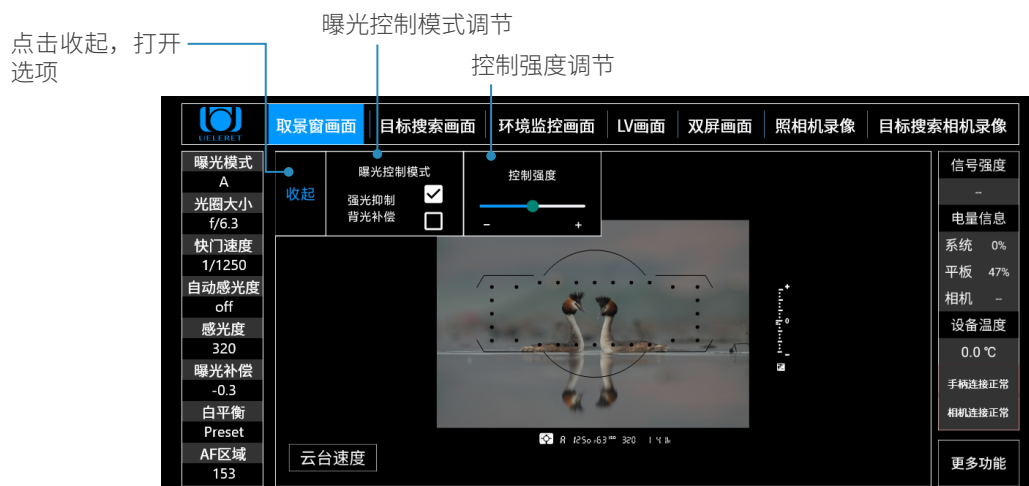 曝光控制模式调节
点击收起，打开
选项
控制强度调节
UELERET
取景窗画面
目标搜索画面
环境监控画面
LV画面
双屏画面
照相机录像
目标搜索相机录像
曝光模式
A
光圈大小
f/6.3
快门速度
1/1250
自动感光度
off
感光度
320
曝光补偿
-0.3
白平衡
Preset
AF区域
153
收起
曝光控制模式
强光抑制
背光补偿
控制强度
- +
+
0
-
A 1250 f63 ISO 320
云台速度
信号强度
--
电量信息
系统 0%
平板 47%
相机 --
设备温度
0.0 ℃
手柄连接正常
相机连接正常
更多功能